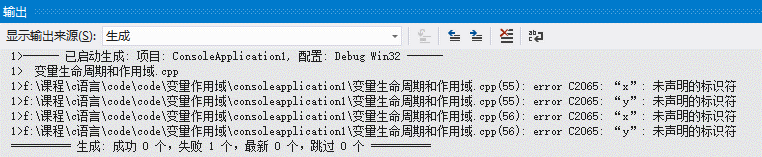 输出
显示输出来源(S): 生成
1>------ 已启动生成: 项目: ConsoleApplication1, 配置: Debug Win32 ------
1>  变量生命周期和作用域.cpp
1>f:\课程\c语言\code\code\变量作用域\consoleapplication1\变量生命周期和作用域.cpp(55): error C2065: “x”: 未声明的标识符
1>f:\课程\c语言\code\code\变量作用域\consoleapplication1\变量生命周期和作用域.cpp(55): error C2065: “y”: 未声明的标识符
1>f:\课程\c语言\code\code\变量作用域\consoleapplication1\变量生命周期和作用域.cpp(56): error C2065: “x”: 未声明的标识符
1>f:\课程\c语言\code\code\变量作用域\consoleapplication1\变量生命周期和作用域.cpp(56): error C2065: “y”: 未声明的标识符
========== 生成: 成功 0 个，失败 1 个，最新 0 个，跳过 0 个 ==========